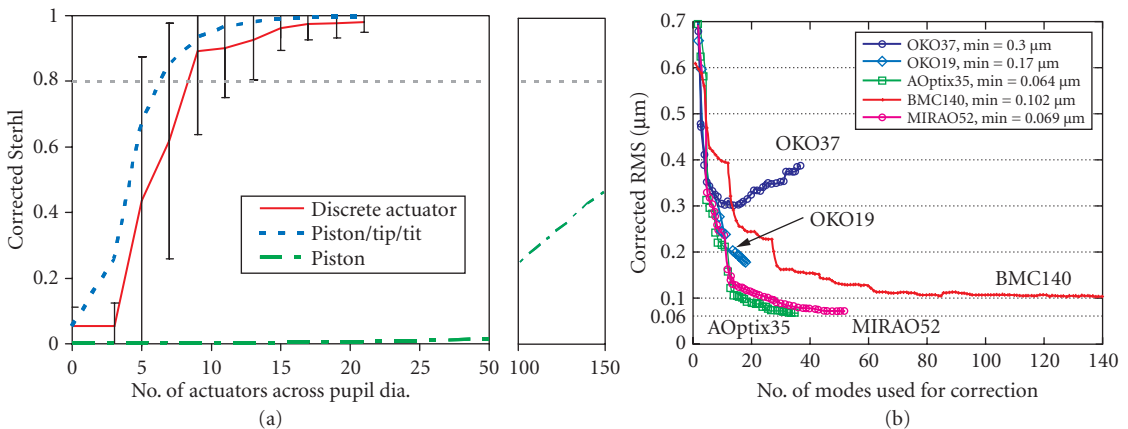 Corrected Sterhl
1
0.8
0.6
0.4
0.2
0
0 5 10 15 20 25 50 100 150
No. of actuators across pupil dia.
Discrete actuator
Piston/tip/tit
Piston
(a)
Corrected RMS (μm)
0.7
0.6
0.5
0.4
0.3
0.2
0.1
0.06
0
0 20 40 60 80 100 120 140
No. of modes used for correction
OKO37, min = 0.3 μm
OKO19, min = 0.17 μm
AOptix35, min = 0.064 μm
BMC140, min = 0.102 μm
MIRAO52, min = 0.069 μm
OKO37
OKO19
BMC140
AOptix35
MIRAO52
(b)